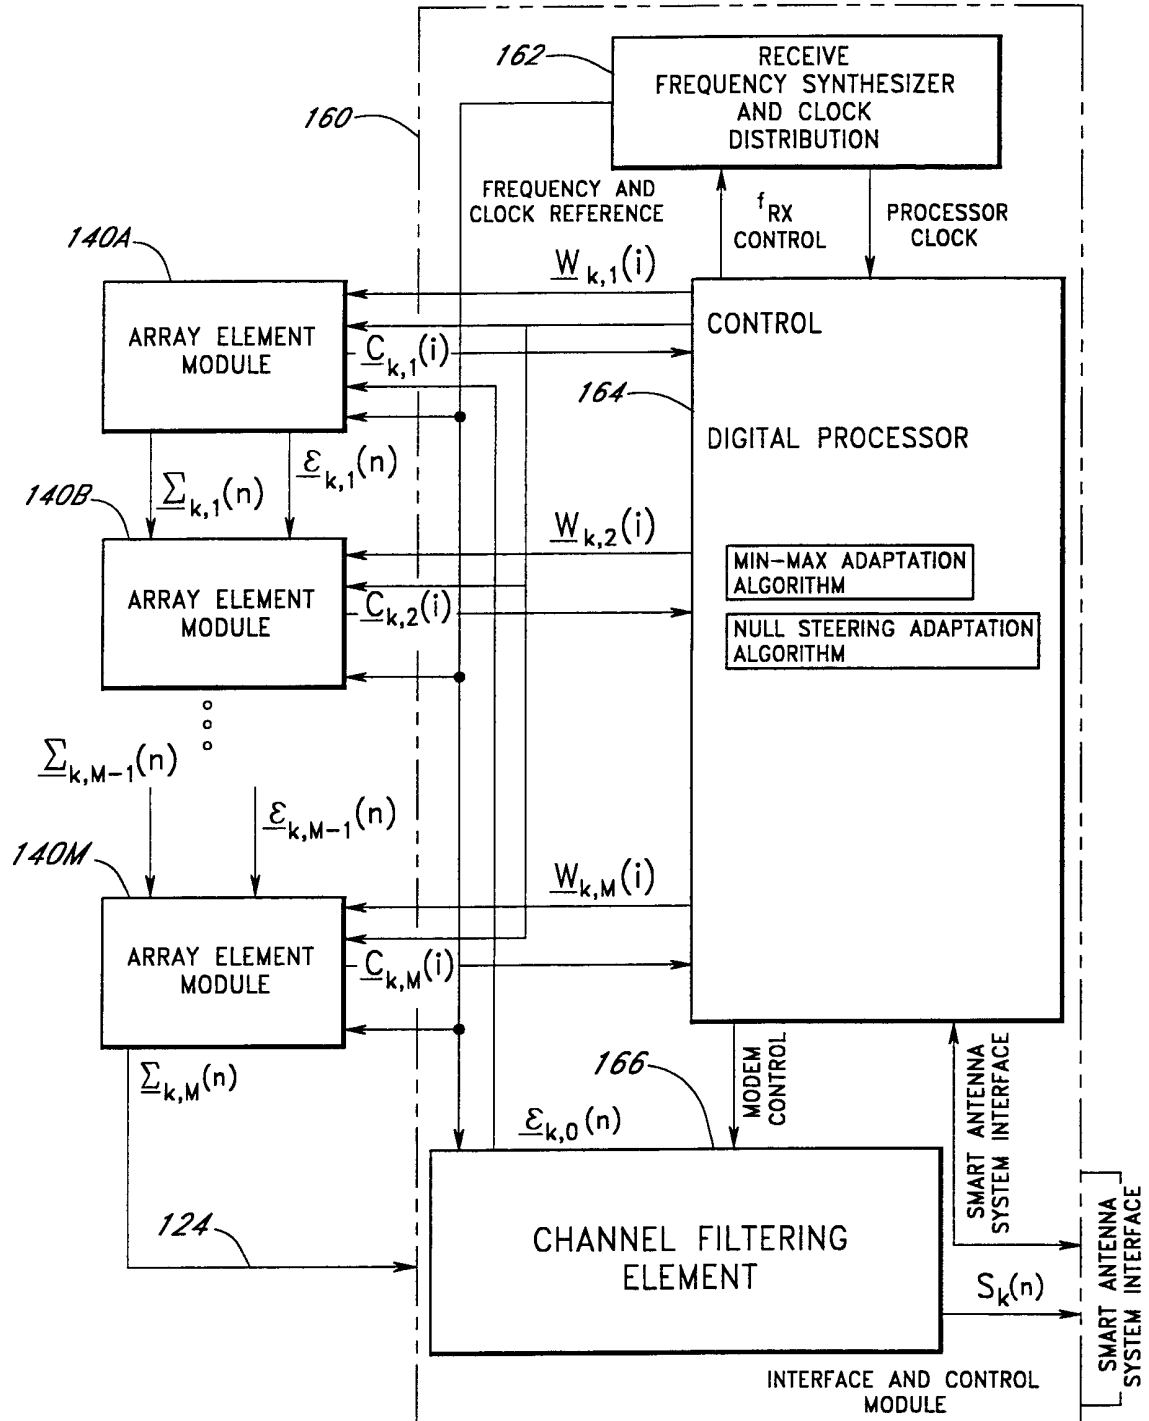 162
RECEIVE
FREQUENCY SYNTHESIZER
AND CLOCK
DISTRIBUTION
160
FREQUENCY AND
CLOCK REFERENCE
fRX
CONTROL
PROCESSOR
CLOCK
140A
W k,1(i)
ARRAY ELEMENT
MODULE
C k,1(i)
CONTROL
164
DIGITAL PROCESSOR
Σ k,1(n)
ε k,1(n)
140B
W k,2(i)
ARRAY ELEMENT
MODULE
C k,2(i)
MIN-MAX ADAPTATION
ALGORITHM
NULL STEERING ADAPTATION
ALGORITHM
Σ k,M-1(n)
ε k,M-1(n)
140M
W k,M(i)
ARRAY ELEMENT
MODULE
C k,M(i)
Σ k,M(n)
MODEM
CONTROL
SMART ANTENNA
SYSTEM INTERFACE
166
ε k,0(n)
124
CHANNEL FILTERING
ELEMENT
S k(n)
SMART ANTENNA
SYSTEM INTERFACE
INTERFACE AND CONTROL
MODULE